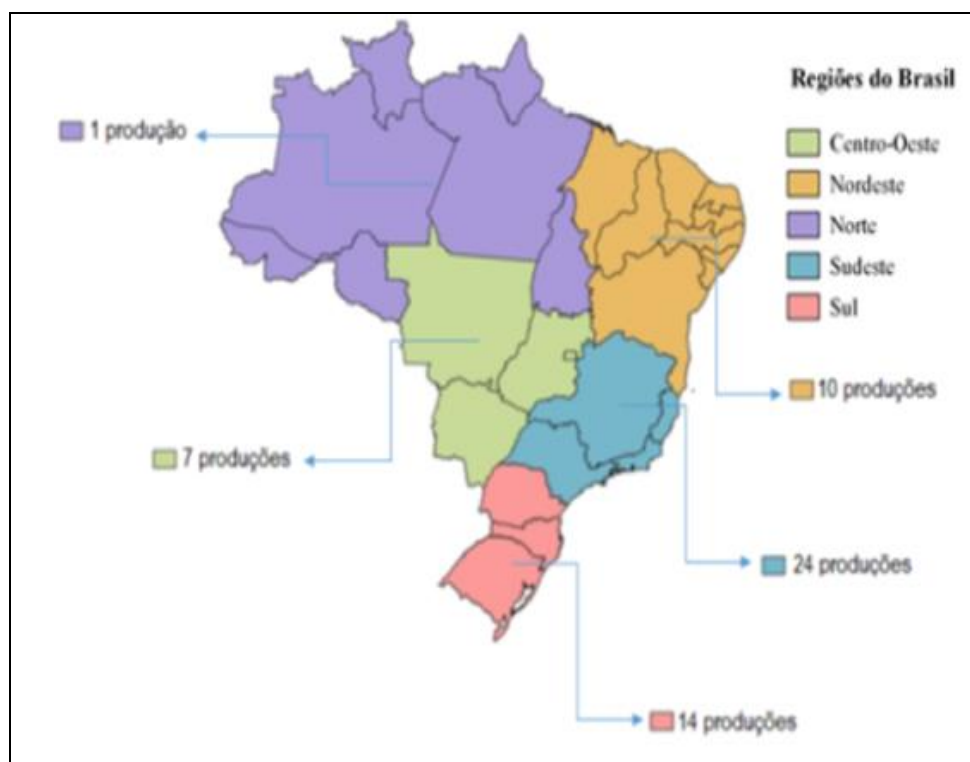 Regiões do Brasil
1 produção
Centro-Oeste
Nordeste
Norte
Sudeste
Sul
10 produções
7 produções
24 produções
14 produções